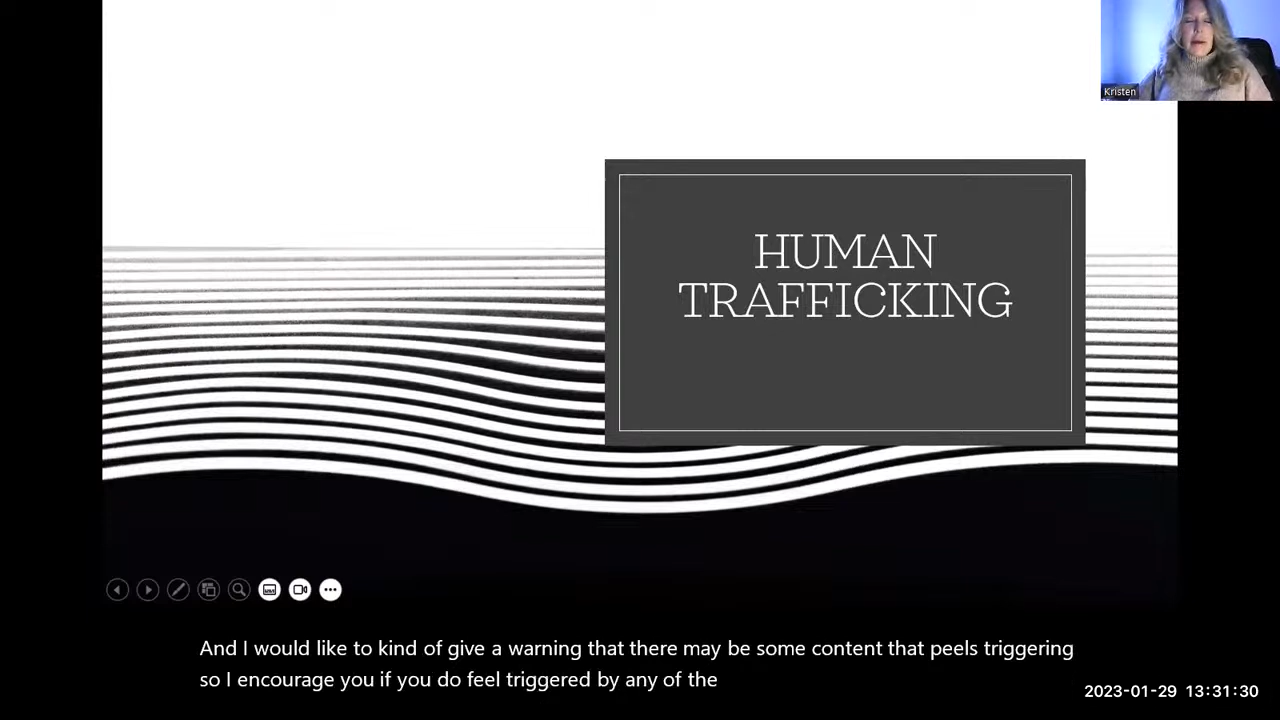 Kristen
HUMAN
TRAFFICKING
And I would like to kind of give a warning that there may be some content that peels triggering
so I encourage you if you do feel triggered by any of the
2023-01-29 13:31:30